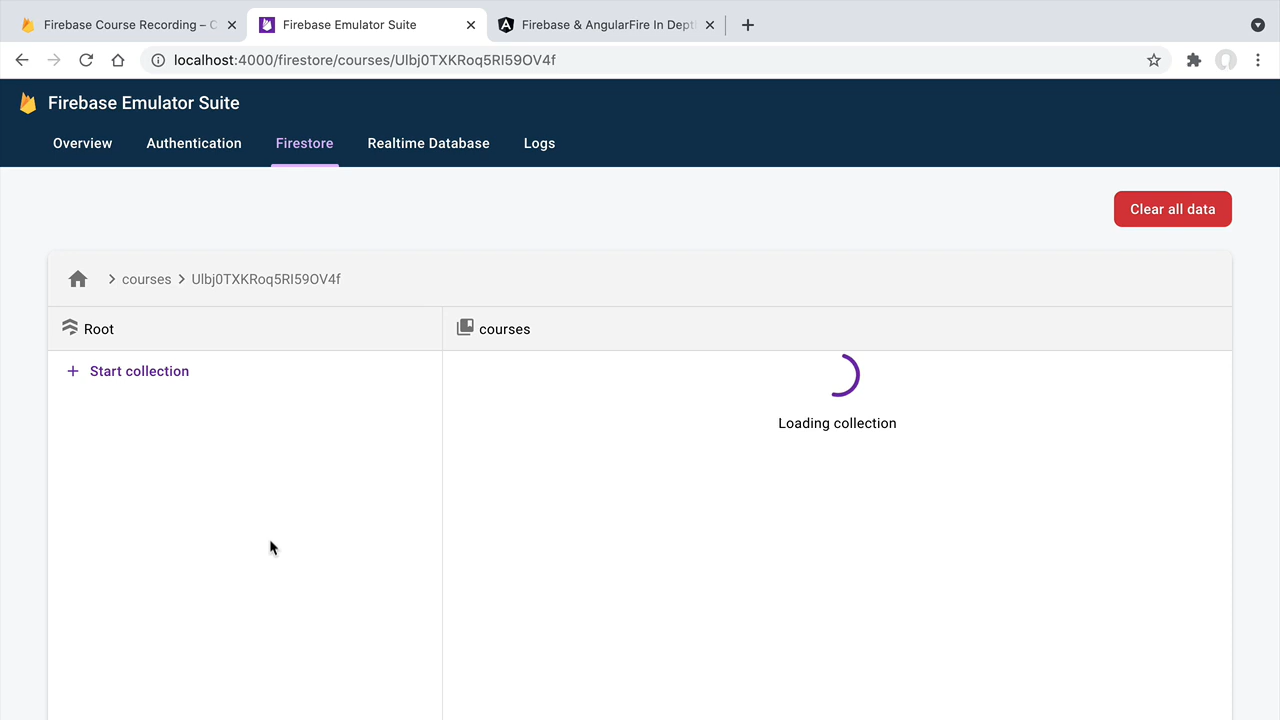 Firebase Course Recording – C
Firebase Emulator Suite
Firebase & AngularFire In Dept
localhost:4000/firestore/courses/Ulbj0TXKRoq5RI59OV4f
Firebase Emulator Suite
Overview
Authentication
Firestore
Realtime Database
Logs
Clear all data
courses
Ulbj0TXKRoq5RI59OV4f
Root
courses
+ Start collection
Loading collection